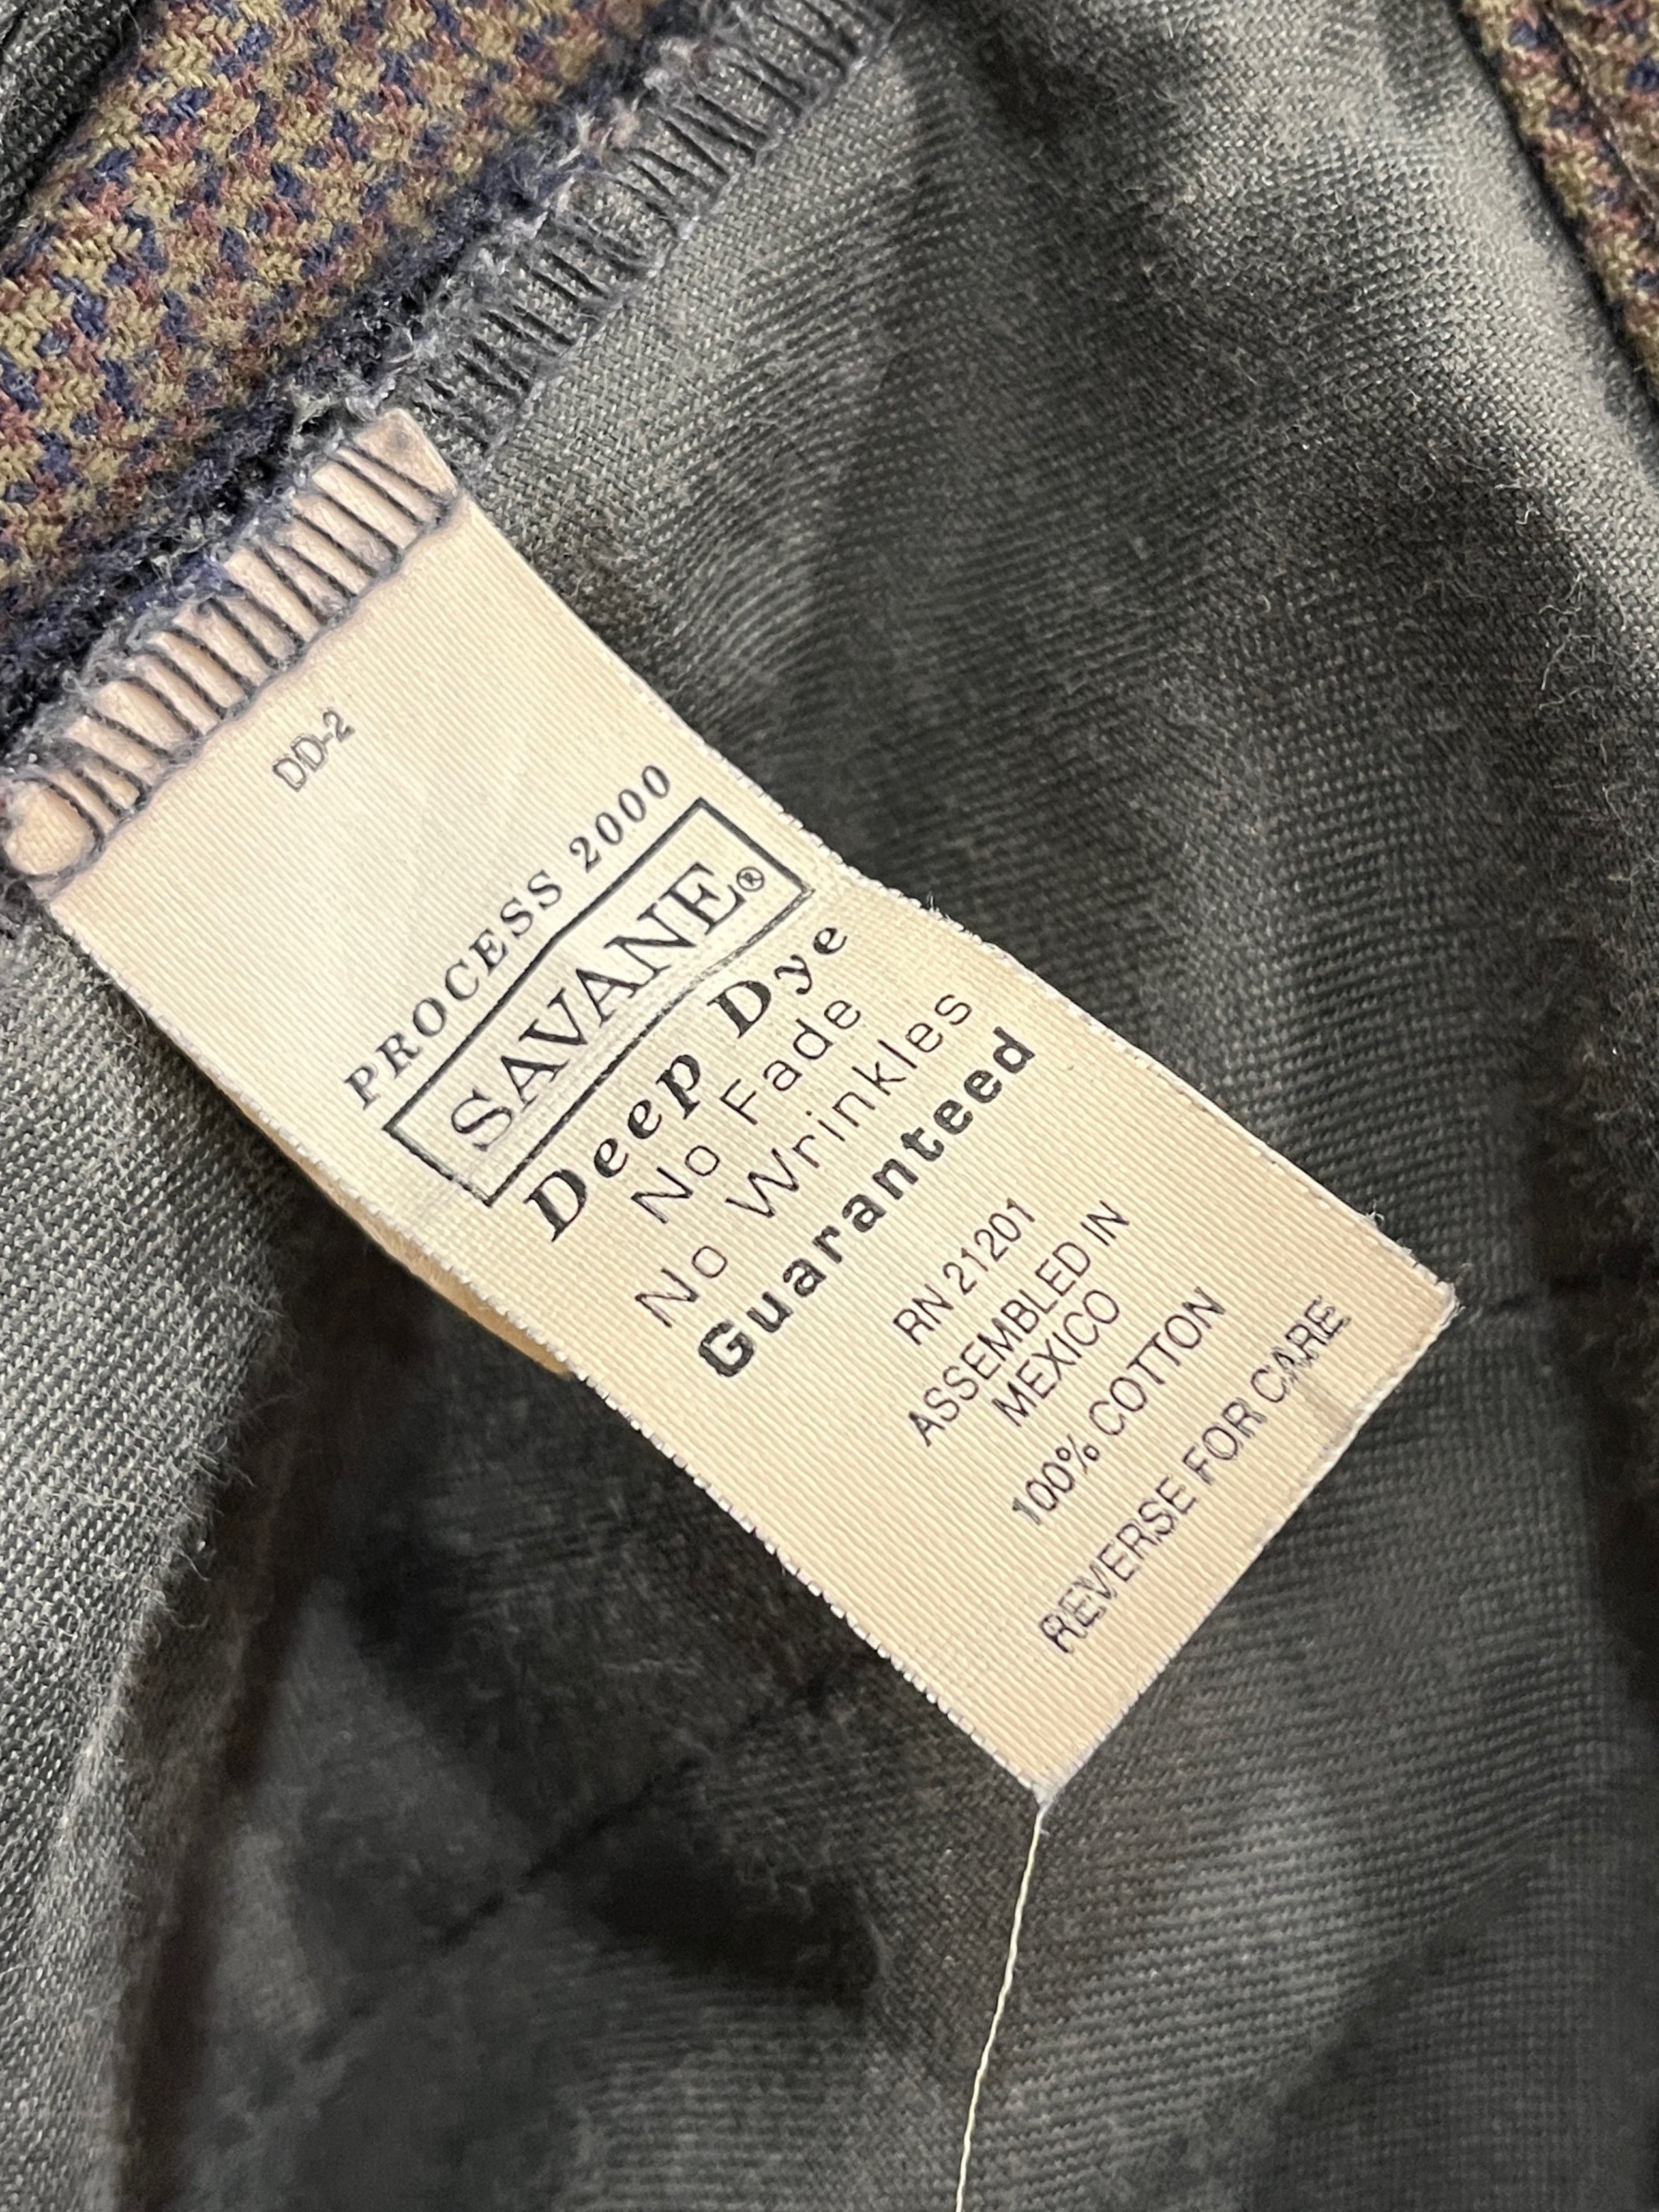 DD-2
PROCESS 2000
SAVANE®
Deep Dye
No Fade
No Wrinkles
Guaranteed
RN 21201
ASSEMBLED IN
MEXICO
100% COTTON
REVERSE FOR CARE